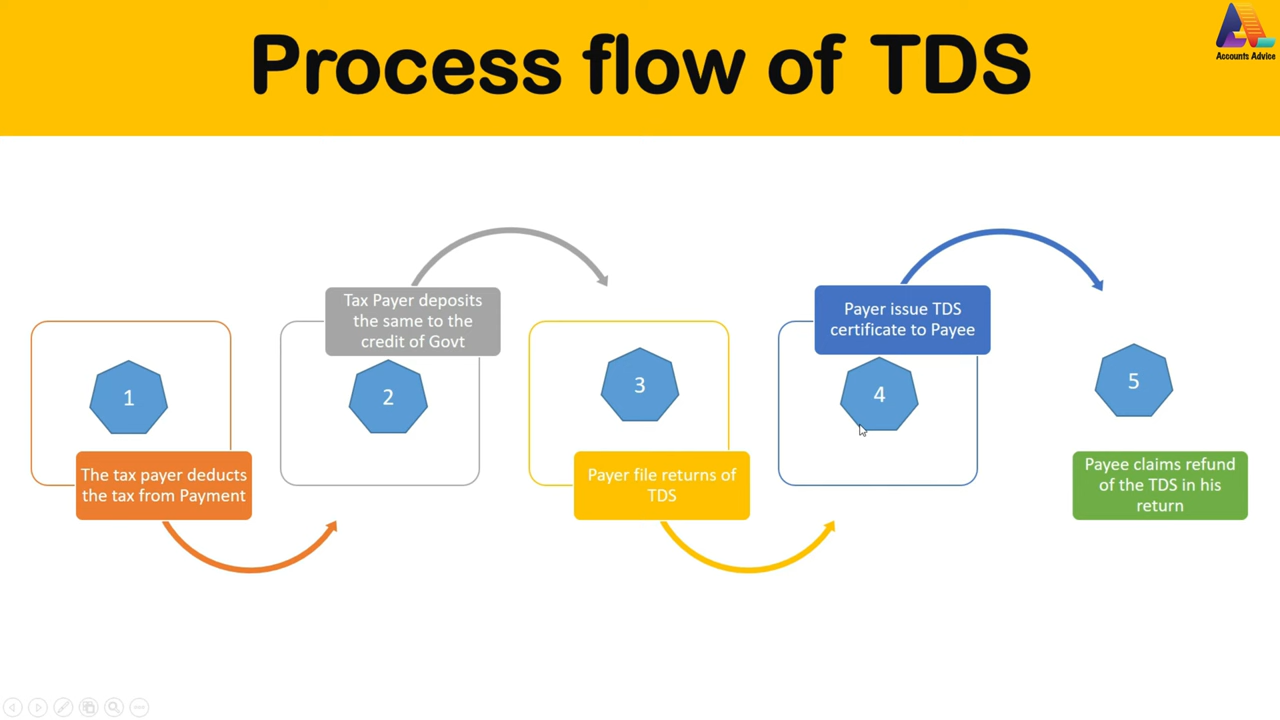 Process flow of TDS
Accounts Advice
1
The tax payer deducts
the tax from Payment
Tax Payer deposits
the same to the
credit of Govt
2
3
Payer file returns of
TDS
Payer issue TDS
certificate to Payee
4
5
Payee claims refund
of the TDS in his
return